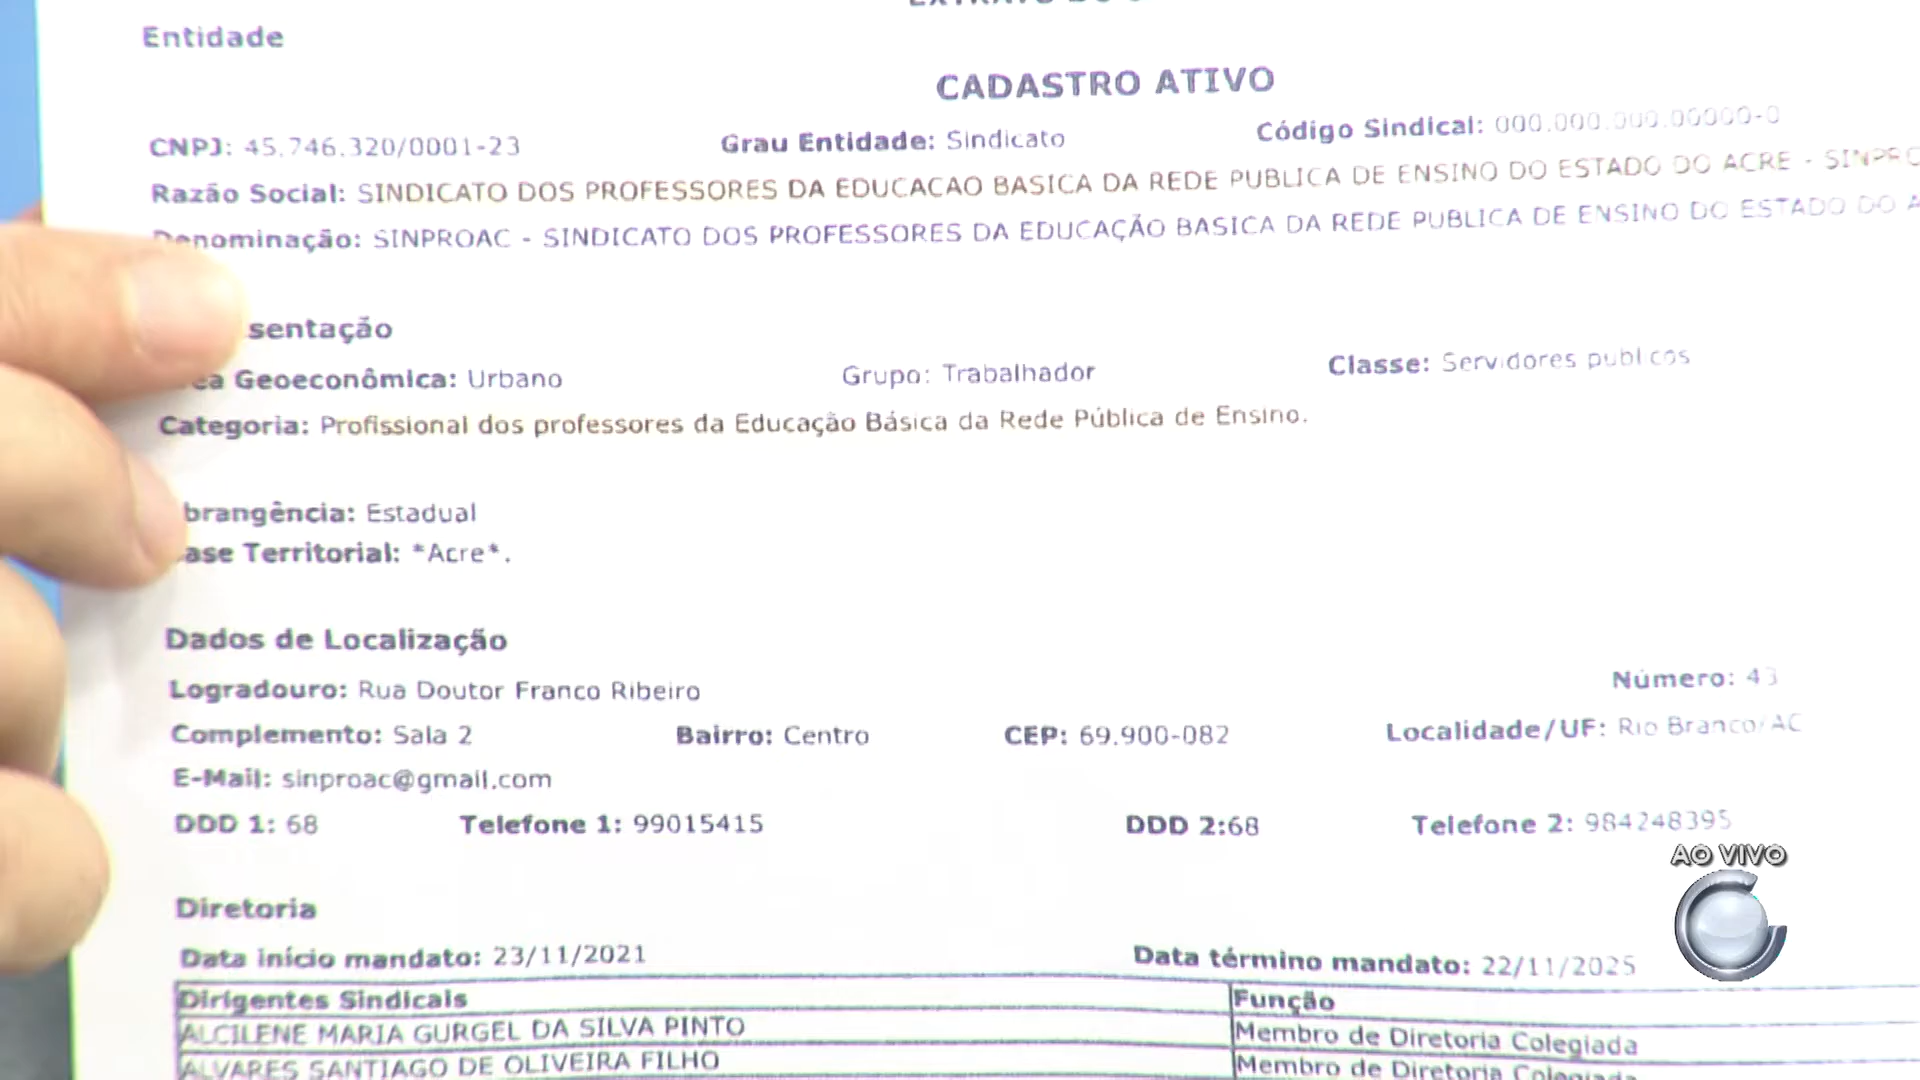 Entidade
CADASTRO ATIVO
CNPJ: 45.746.320/0001-23 Grau Entidade: Sindicato Código Sindical: 000.000.000.00000-0
Razão Social: SINDICATO DOS PROFESSORES DA EDUCACAO BASICA DA REDE PUBLICA DE ENSINO DO ESTADO DO ACRE - SINPRO
Denominação: SINPROAC - SINDICATO DOS PROFESSORES DA EDUCAÇÃO BASICA DA REDE PUBLICA DE ENSINO DO ESTADO DO A
sentação
ea Geoeconômica: Urbano Grupo: Trabalhador Classe: Servidores publicos
Categoria: Profissional dos professores da Educação Básica da Rede Pública de Ensino.
brangência: Estadual
ase Territorial: *Acre*.
Dados de Localização
Logradouro: Rua Doutor Franco Ribeiro Número: 43
Complemento: Sala 2 Bairro: Centro CEP: 69.900-082 Localidade/UF: Rio Branco/AC
E-Mail: sinproac@gmail.com
DDD 1: 68 Telefone 1: 99015415 DDD 2:68 Telefone 2: 984248395
AO VIVO
Diretoria
Data início mandato: 23/11/2021 Data término mandato: 22/11/2025
Dirigentes Sindicais Função
ALCILENE MARIA GURGEL DA SILVA PINTO Membro de Diretoria Colegiada
ALVARES SANTIAGO DE OLIVEIRA FILHO Membro de Diretoria Colegiada